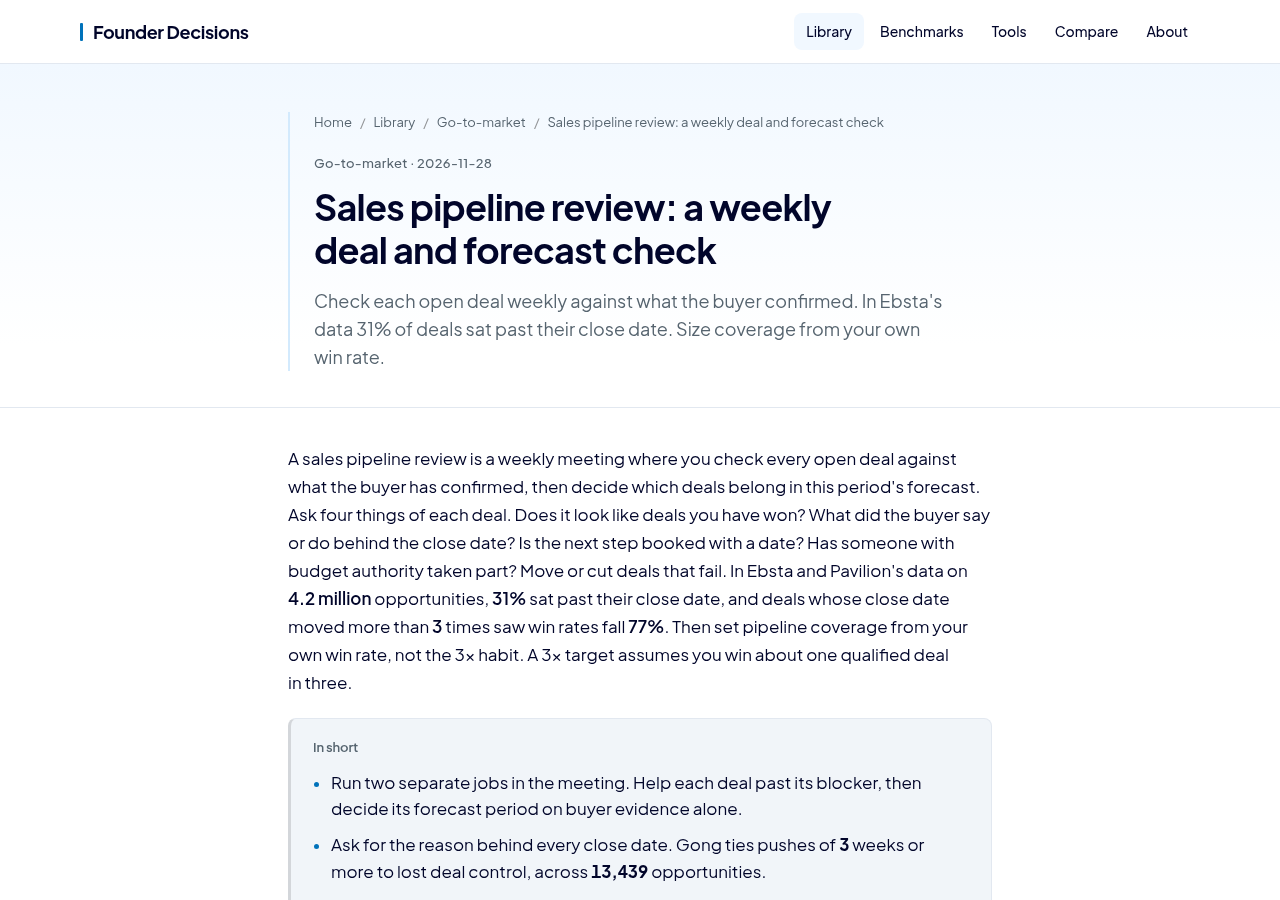 Founder Decisions
Library
Benchmarks
Tools
Compare
About
Home / Library / Go-to-market / Sales pipeline review: a weekly deal and forecast check
Go-to-market · 2026-11-28
Sales pipeline review: a weekly
deal and forecast check
Check each open deal weekly against what the buyer confirmed. In Ebsta's
data 31% of deals sat past their close date. Size coverage from your own
win rate.
A sales pipeline review is a weekly meeting where you check every open deal against
what the buyer has confirmed, then decide which deals belong in this period's forecast.
Ask four things of each deal. Does it look like deals you have won? What did the buyer say
or do behind the close date? Is the next step booked with a date? Has someone with
budget authority taken part? Move or cut deals that fail. In Ebsta and Pavilion's data on
4.2 million opportunities, 31% sat past their close date, and deals whose close date
moved more than 3 times saw win rates fall 77%. Then set pipeline coverage from your
own win rate, not the 3× habit. A 3× target assumes you win about one qualified deal
in three.
In short
• Run two separate jobs in the meeting. Help each deal past its blocker, then
decide its forecast period on buyer evidence alone.
• Ask for the reason behind every close date. Gong ties pushes of 3 weeks or
more to lost deal control, across 13,439 opportunities.